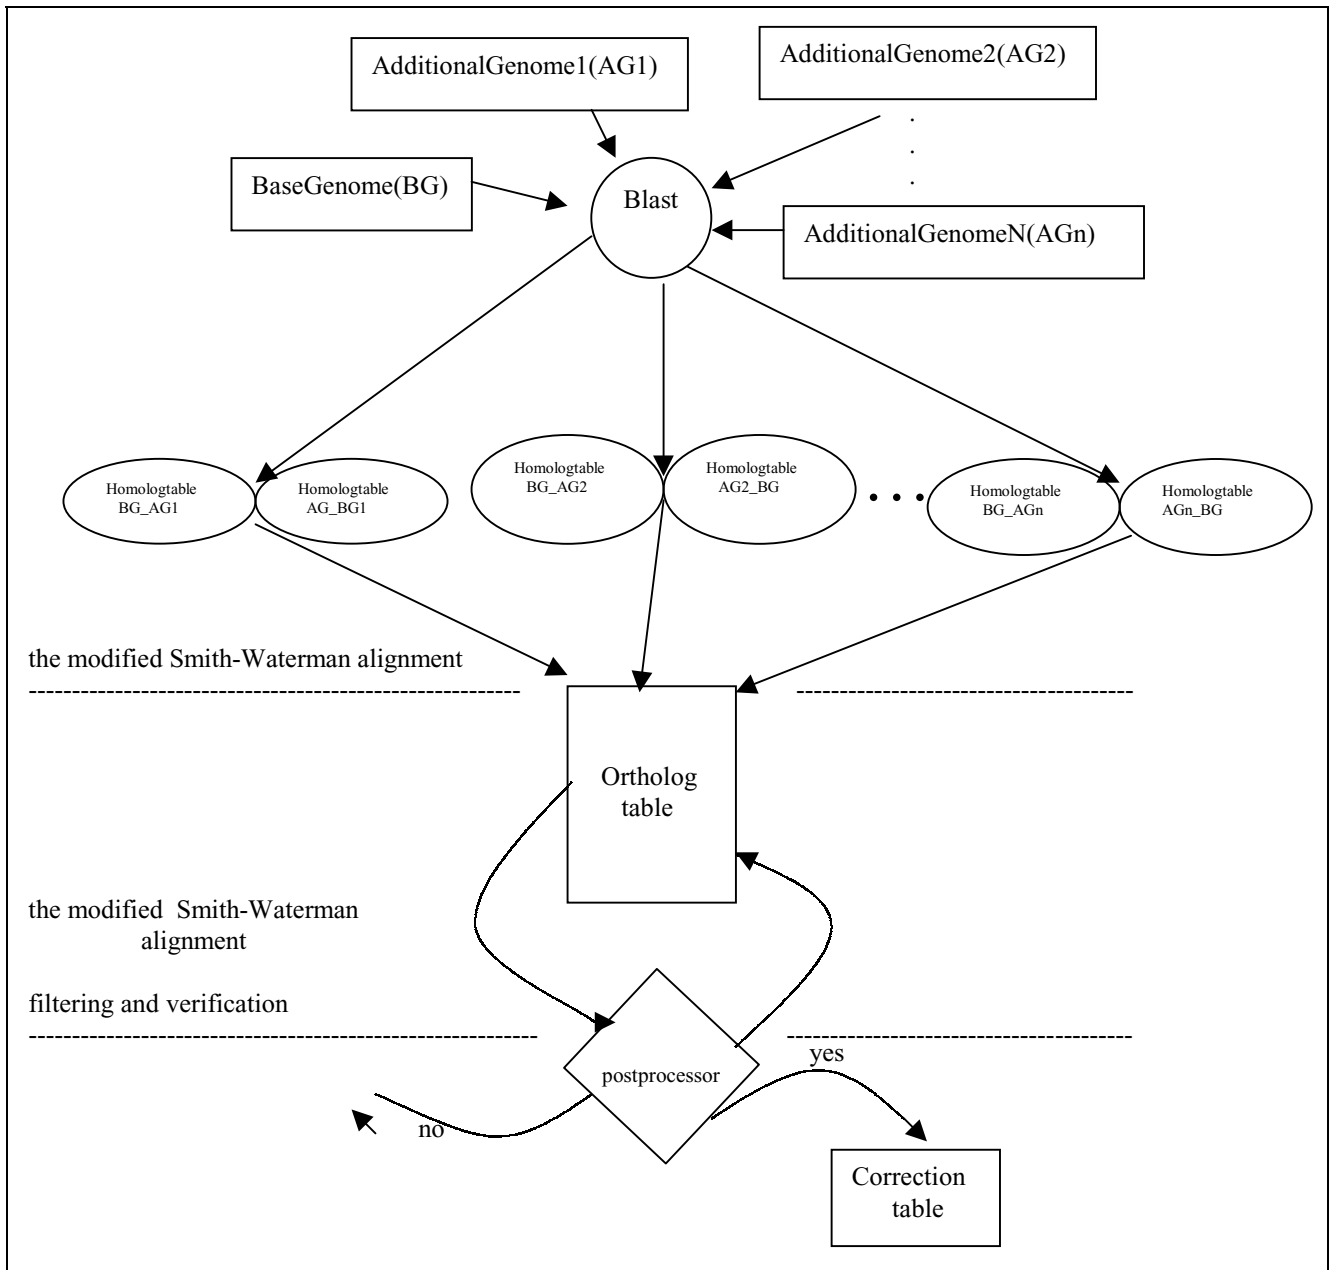 AdditionalGenome1(AG1)
AdditionalGenome2(AG2)
.
.
.
BaseGenome(BG)
Blast
AdditionalGenomeN(AGn)
Homologtable
BG_AG1
Homologtable
AG_BG1
Homologtable
BG_AG2
Homologtable
AG2_BG
• • •
Homologtable
BG_AGn
Homologtable
AGn_BG
the modified Smith-Waterman alignment
Ortholog
table
the modified Smith-Waterman
alignment
filtering and verification
postprocessor
yes
no
Correction
table